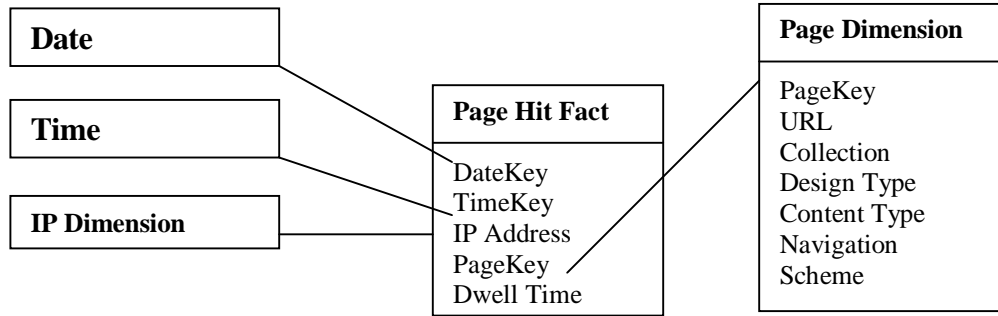 Date
Time
IP Dimension
Page Hit Fact
DateKey
TimeKey
IP Address
PageKey
Dwell Time
Page Dimension
PageKey
URL
Collection
Design Type
Content Type
Navigation
Scheme